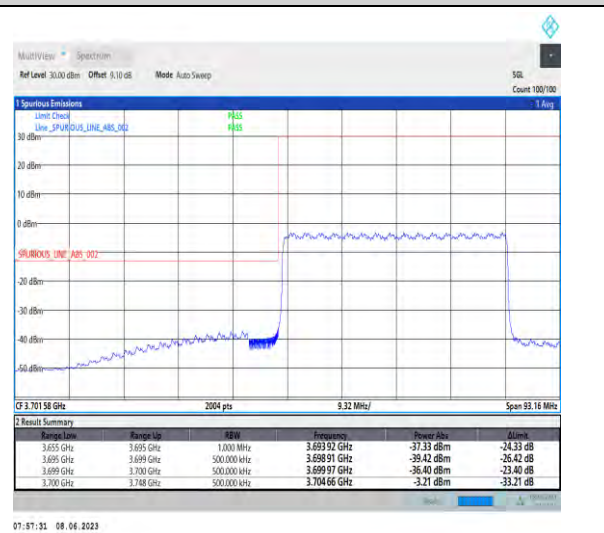 MultiView Spectrum
Ref Level 30.00 dBm Offset 9.10 dB Mode Auto Sweep SGL
Count 100/100
1 Spurious Emissions 1 Avg
Limit Check PASS
Line _SPURIOUS_LINE_ABS_002 PASS
30 dBm
20 dBm
10 dBm
0 dBm
_SPURIOUS_LINE_ABS_002
-20 dBm
-30 dBm
-40 dBm
-50 dBm
CF 3.701 58 GHz 2004 pts 9.32 MHz/ Span 93.16 MHz
2 Result Summary
Range Low Range Up RBW Frequency Power Abs ΔLimit
3.655 GHz 3.695 GHz 1.000 MHz 3.693 92 GHz -37.33 dBm -24.33 dB
3.695 GHz 3.699 GHz 500.000 kHz 3.698 91 GHz -39.42 dBm -26.42 dB
3.699 GHz 3.700 GHz 500.000 kHz 3.699 97 GHz -36.40 dBm -23.40 dB
3.700 GHz 3.748 GHz 500.000 kHz 3.704 66 GHz -3.21 dBm -33.21 dB
07:57:31 08.06.2023